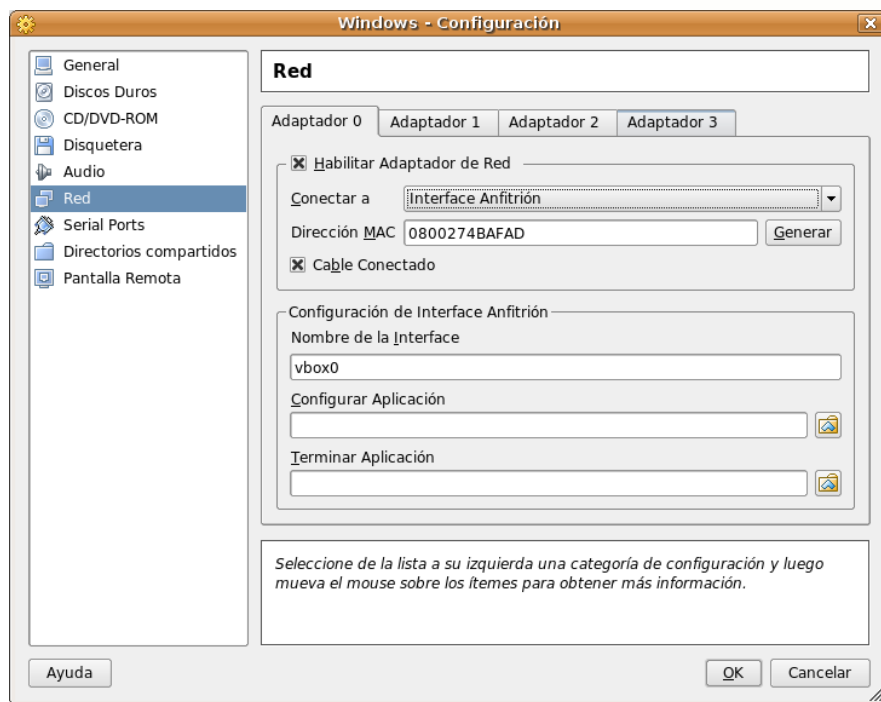 Windows - Configuración
General
Discos Duros
CD/DVD-ROM
Disquetera
Audio
Red
Serial Ports
Directorios compartidos
Pantalla Remota
Red
Adaptador 0
Adaptador 1
Adaptador 2
Adaptador 3
Habilitar Adaptador de Red
Conectar a
Interface Anfitrión
Dirección MAC
0800274BAFAD
Generar
Cable Conectado
Configuración de Interface Anfitrión
Nombre de la Interface
vbox0
Configurar Aplicación
Terminar Aplicación
Seleccione de la lista a su izquierda una categoría de configuración y luego
mueva el mouse sobre los ítemes para obtener más información.
Ayuda
OK
Cancelar